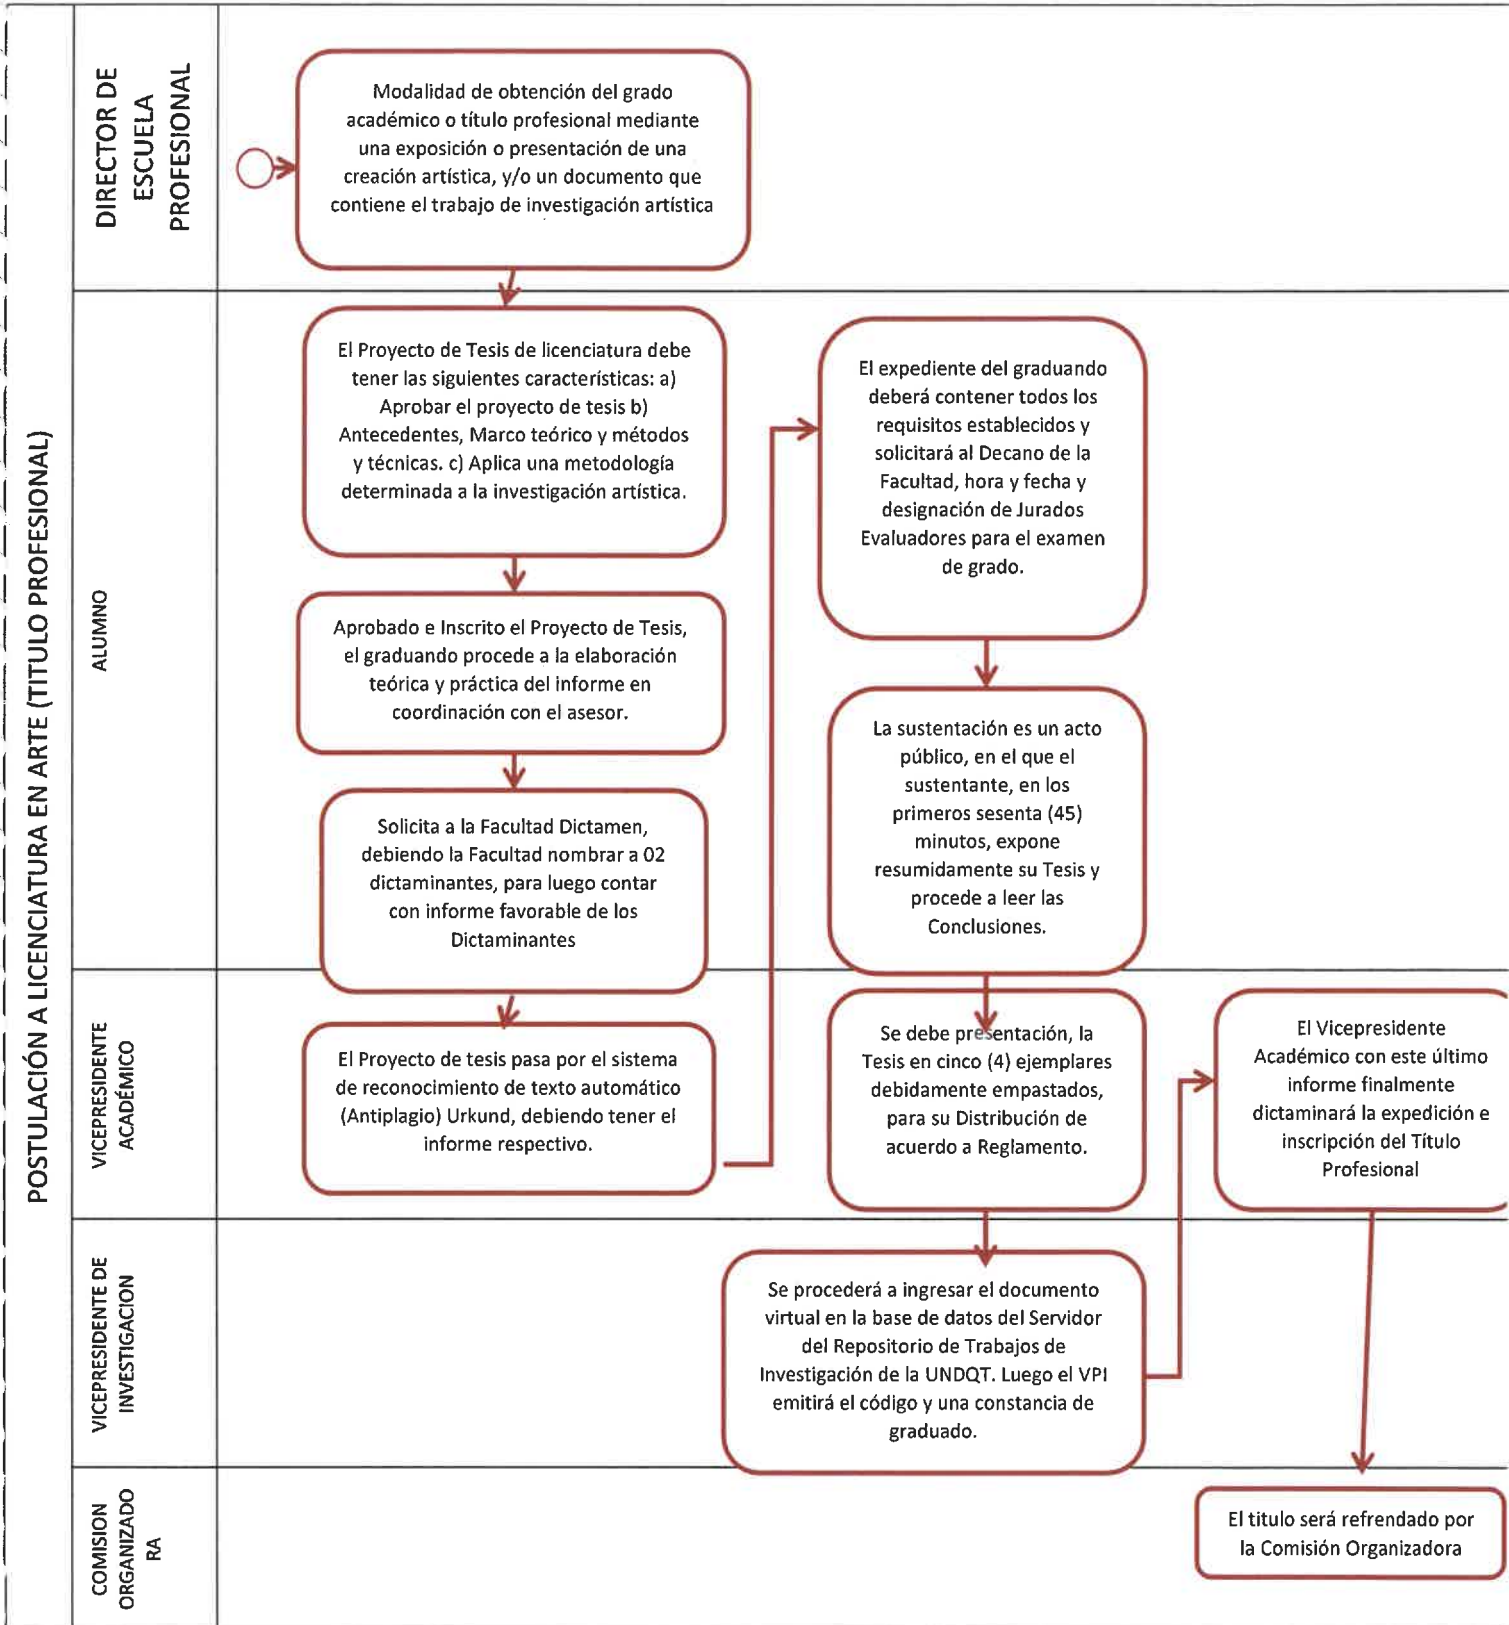 POSTULACIÓN A LICENCIATURA EN ARTE (TITULO PROFESIONAL)
DIRECTOR DE
ESCUELA
PROFESIONAL
Modalidad de obtención del grado
académico o título profesional mediante
una exposición o presentación de una
creación artística, y/o un documento que
contiene el trabajo de investigación artística
ALUMNO
El Proyecto de Tesis de licenciatura debe
tener las siguientes características: a)
Aprobar el proyecto de tesis b)
Antecedentes, Marco teórico y métodos
y técnicas. c) Aplica una metodología
determinada a la investigación artística.
Aprobado e Inscrito el Proyecto de Tesis,
el graduando procede a la elaboración
teórica y práctica del informe en
coordinación con el asesor.
Solicita a la Facultad Dictamen,
debiendo la Facultad nombrar a 02
dictaminantes, para luego contar
con informe favorable de los
Dictaminantes
El expediente del graduando
deberá contener todos los
requisitos establecidos y
solicitará al Decano de la
Facultad, hora y fecha y
designación de Jurados
Evaluadores para el examen
de grado.
La sustentación es un acto
público, en el que el
sustentante, en los
primeros sesenta (45)
minutos, expone
resumidamente su Tesis y
procede a leer las
Conclusiones.
VICEPRESIDENTE
ACADÉMICO
El Proyecto de tesis pasa por el sistema
de reconocimiento de texto automático
(Antiplagio) Urkund, debiendo tener el
informe respectivo.
Se debe presentación, la
Tesis en cinco (4) ejemplares
debidamente empastados,
para su Distribución de
acuerdo a Reglamento.
El Vicepresidente
Académico con este último
informe finalmente
dictaminará la expedición e
inscripción del Título
Profesional
VICEPRESIDENTE DE
INVESTIGACION
Se procederá a ingresar el documento
virtual en la base de datos del Servidor
del Repositorio de Trabajos de
Investigación de la UNDQT. Luego el VPI
emitirá el código y una constancia de
graduado.
COMISION
ORGANIZADO
RA
El titulo será refrendado por
la Comisión Organizadora